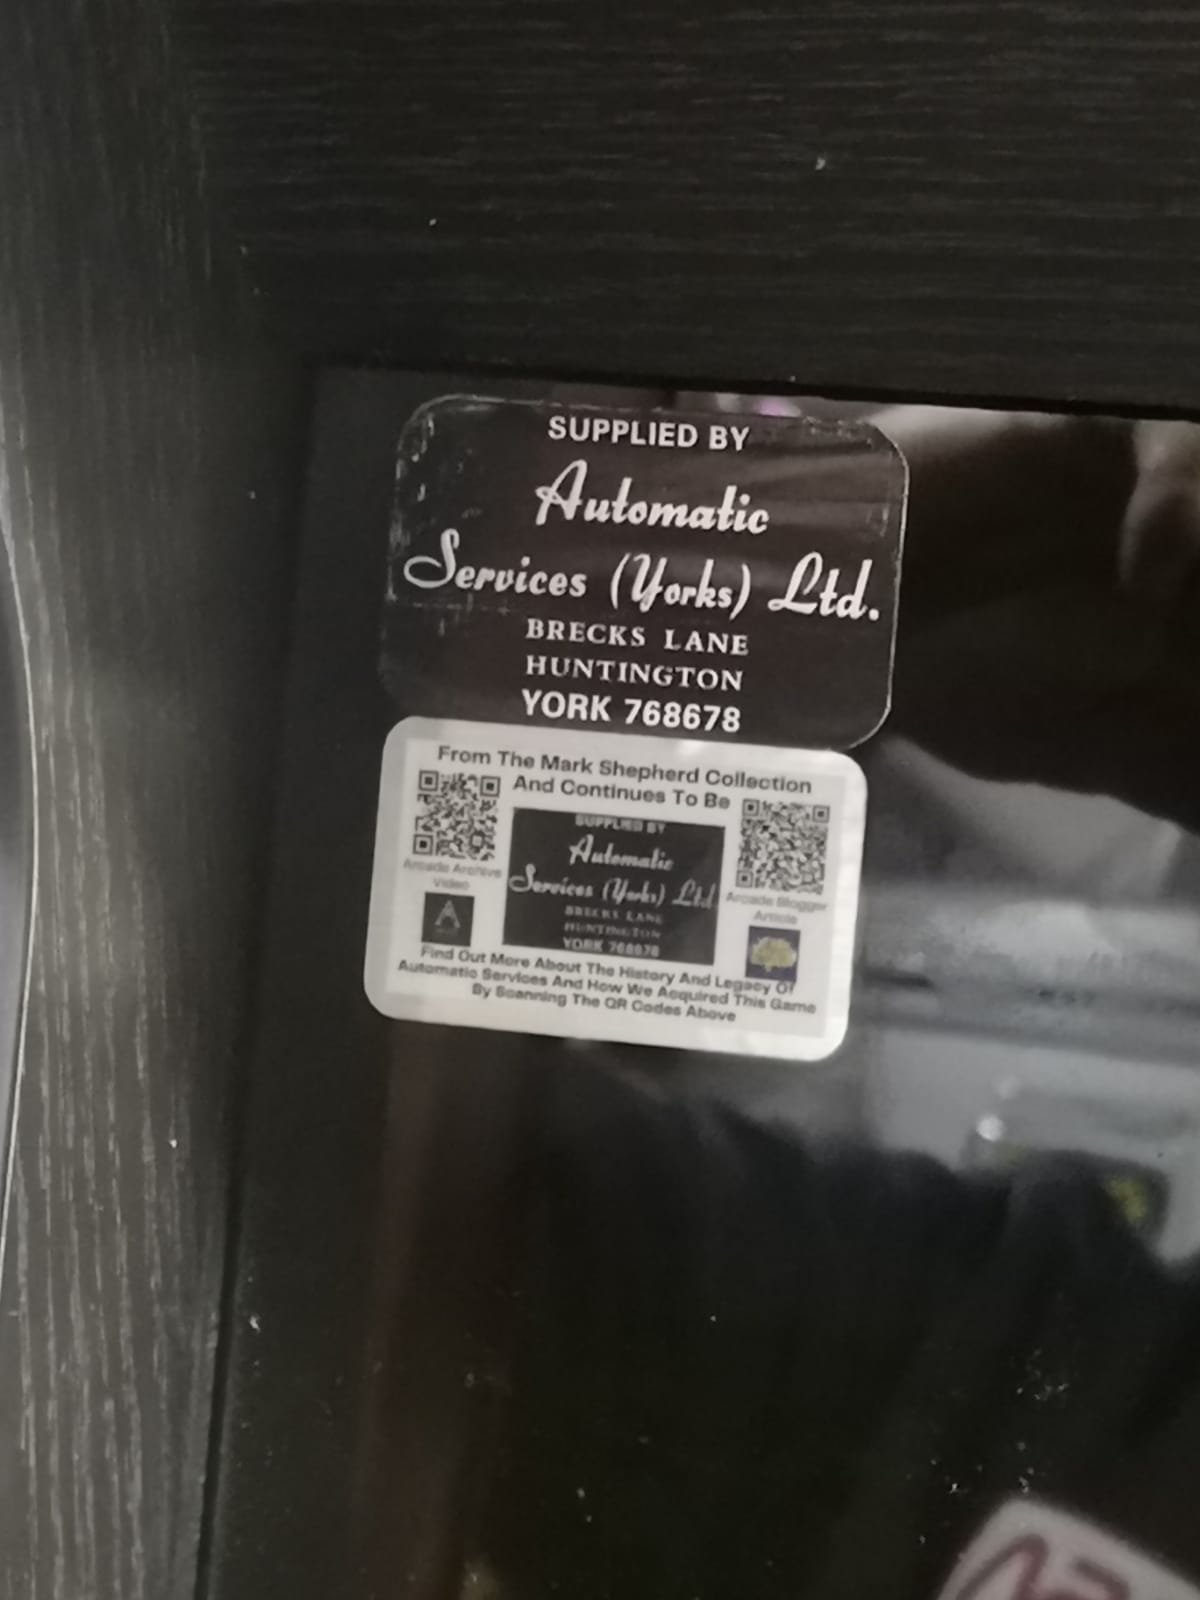 SUPPLIED BY
Automatic
Services (Yorks) Ltd.
BRECKS LANE
HUNTINGTON
YORK 768678
From The Mark Shepherd Collection
And Continues To Be
SUPPLIED BY
Automatic
Services (Yorks) Ltd.
BRECKS LANE
HUNTINGTON
YORK 768678
Arcade Archive
Video
Arcade Blogger
Article
Find Out More About The History And Legacy Of
Automatic Services And How We Acquired This Game
By Scanning The QR Codes Above